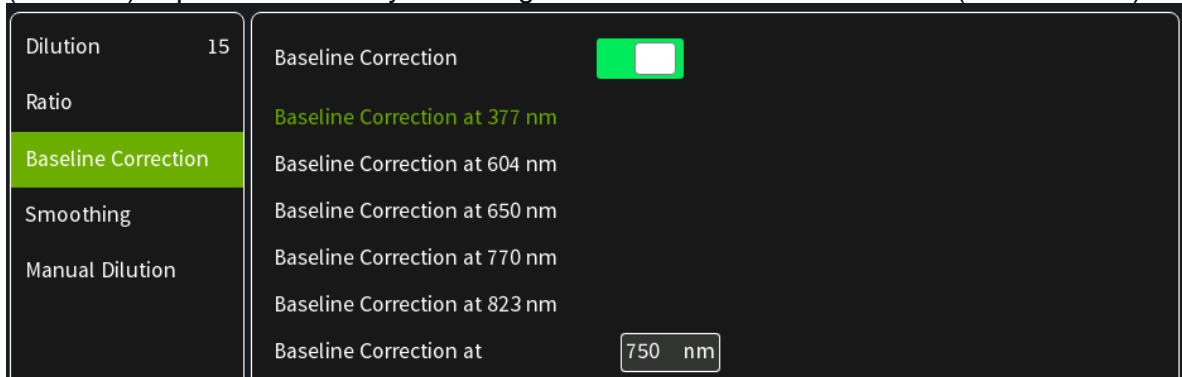 Dilution 15
Ratio
Baseline Correction
Smoothing
Manual Dilution
Baseline Correction
Baseline Correction at 377 nm
Baseline Correction at 604 nm
Baseline Correction at 650 nm
Baseline Correction at 770 nm
Baseline Correction at 823 nm
Baseline Correction at 750 nm